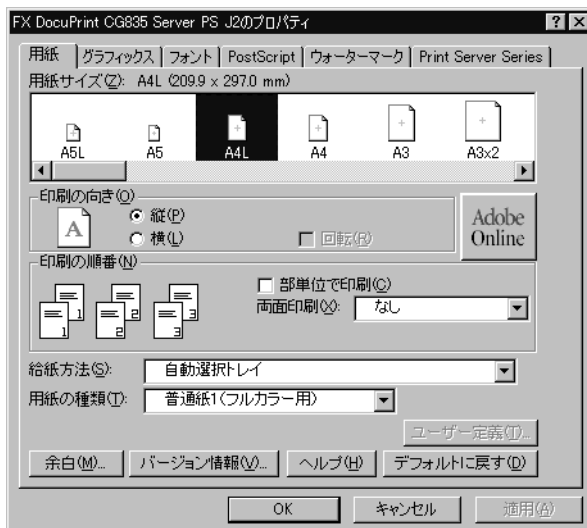 FX DocuPrint CG835 Server PS J2のプロパティ
用紙 グラフィックス フォント PostScript ウォーターマーク Print Server Series
用紙サイズ(Z): A4L (209.9 x 297.0 mm)
A5L A5 A4L A4 A3 A3x2
印刷の向き(O)
A 縦(P)
横(L) 回転(R)
Adobe
Online
印刷の順番(N)
部単位で印刷(C)
両面印刷(X): なし
1 1 2 2 3 3
給紙方法(S): 自動選択トレイ
用紙の種類(T): 普通紙1(フルカラー用)
ユーザー定義(T)...
余白(M)... バージョン情報(V)... ヘルプ(H) デフォルトに戻す(D)
OK キャンセル 適用(A)